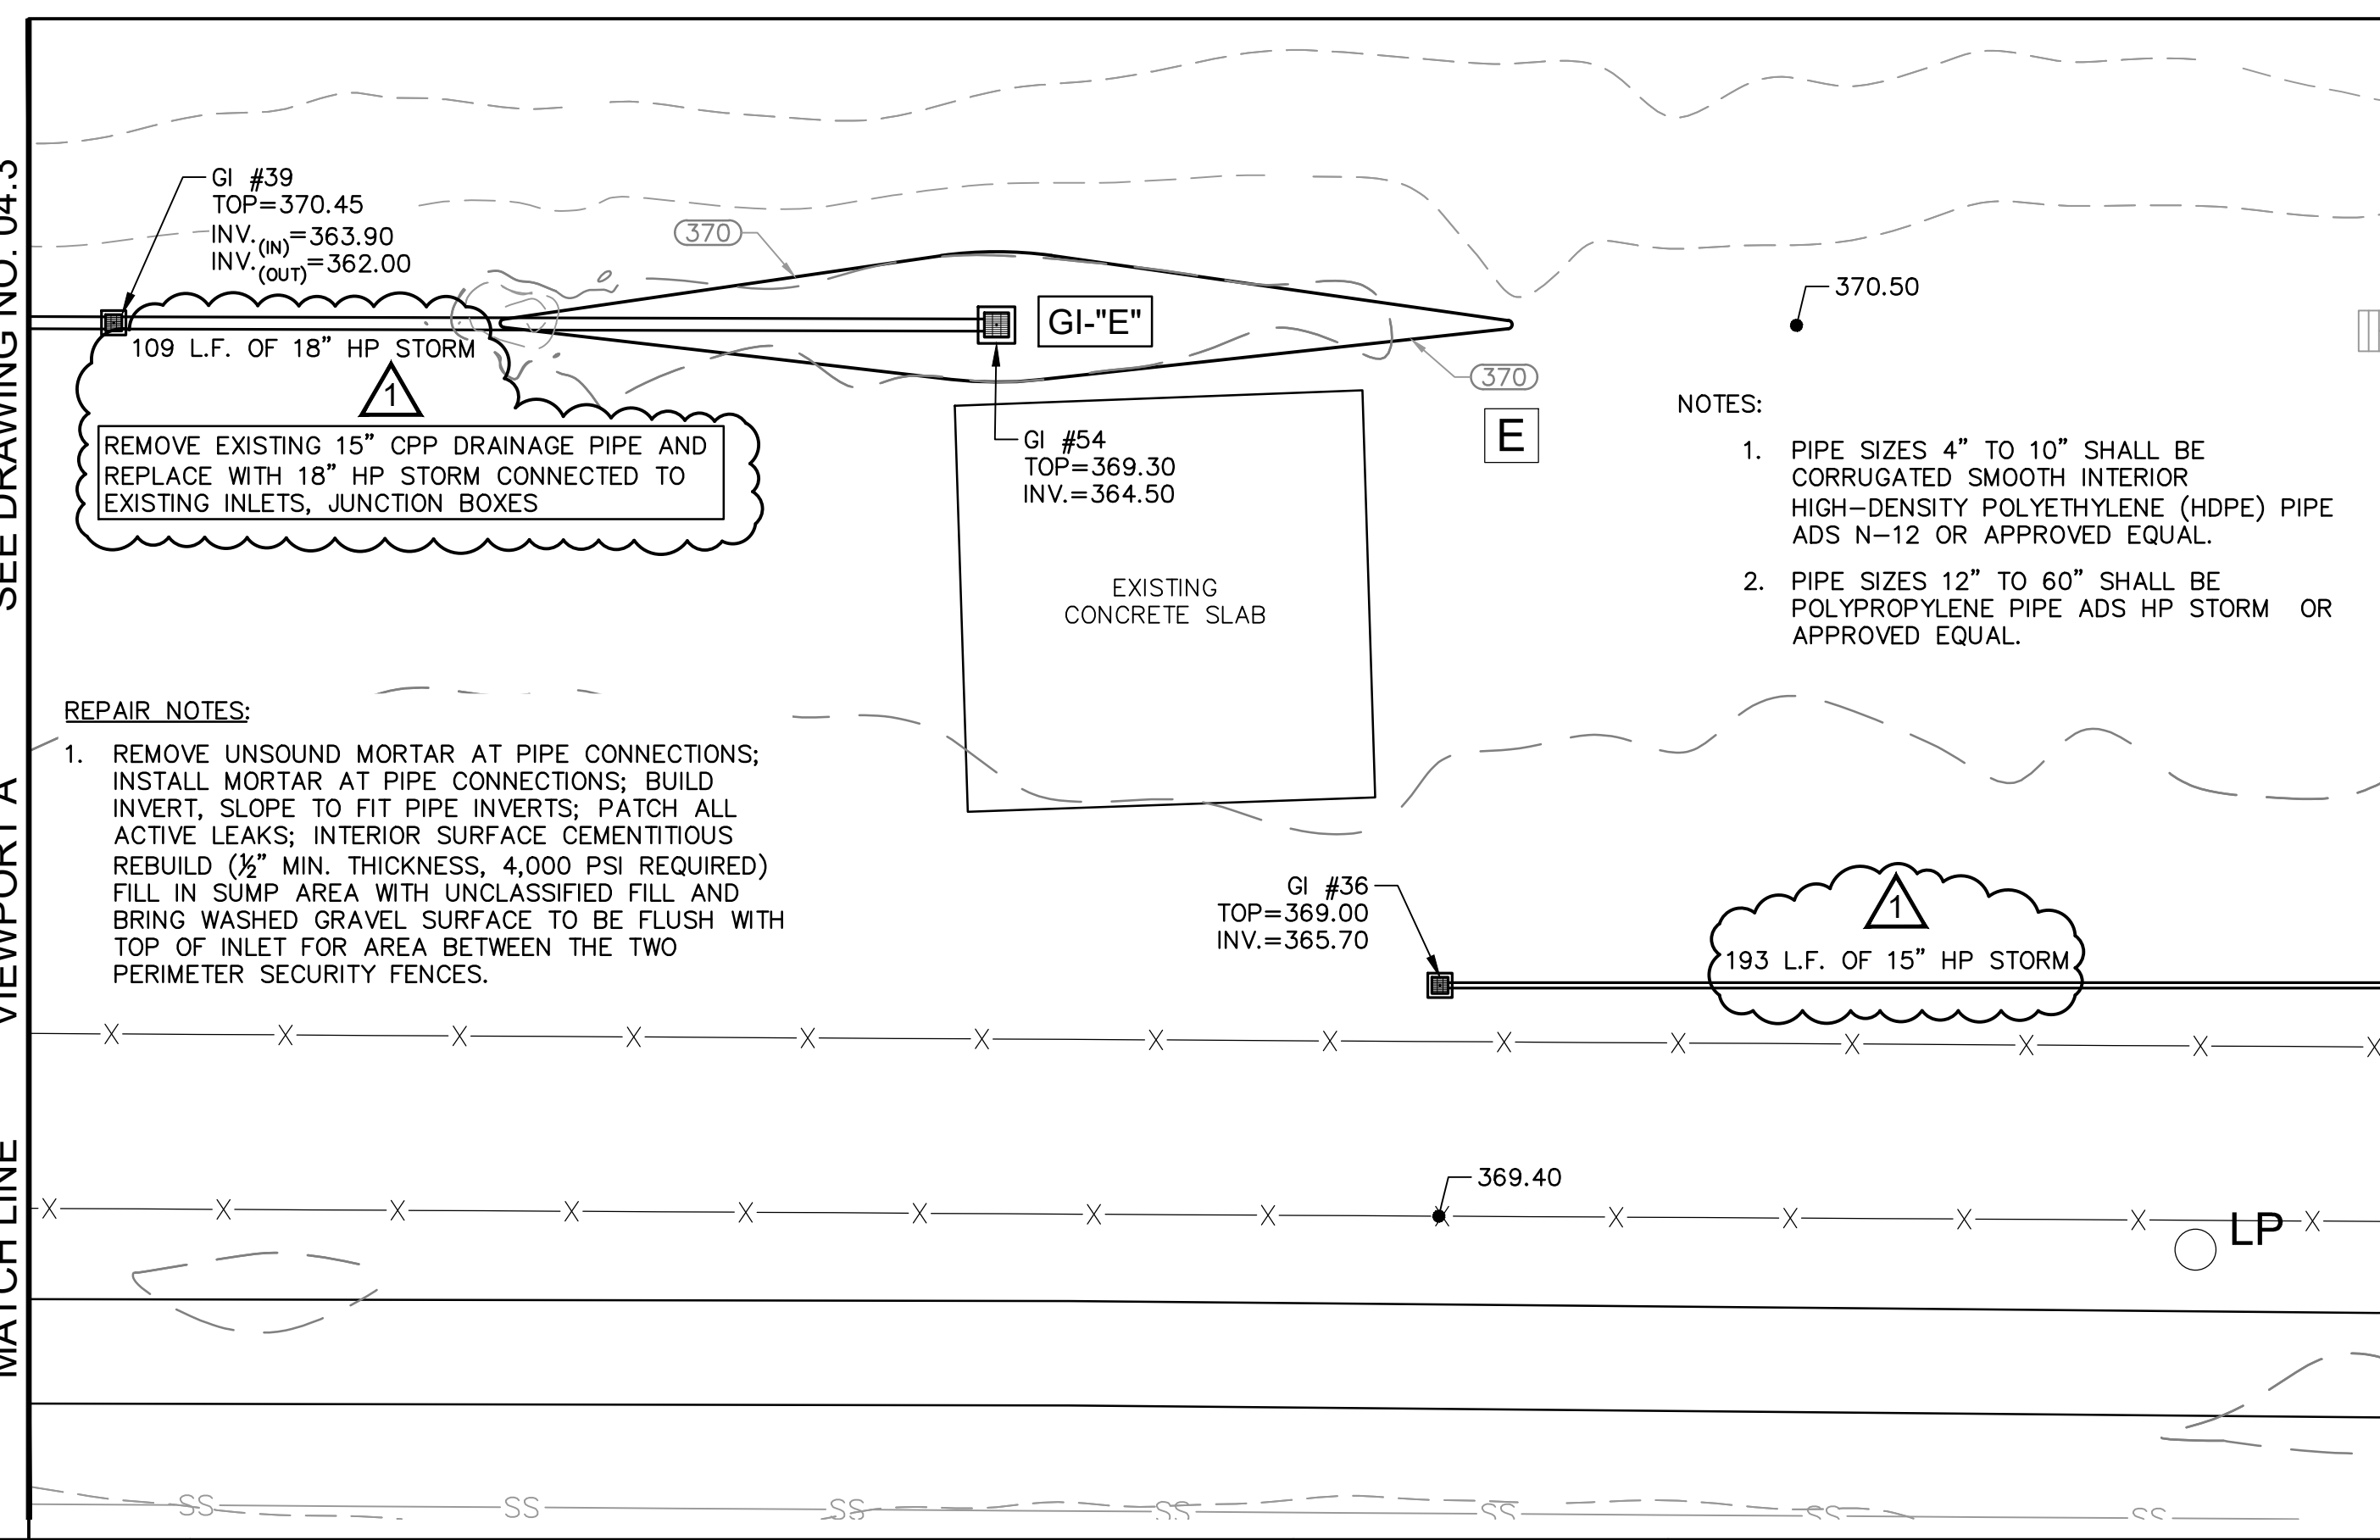 SEE DRAWING NO. 04.3
VIEWPORT A
MATCH LINE
GI #39
TOP=370.45
INV.(IN)=363.90
INV.(OUT)=362.00
109 L.F. OF 18” HP STORM
1
REMOVE EXISTING 15” CPP DRAINAGE PIPE AND
REPLACE WITH 18” HP STORM CONNECTED TO
EXISTING INLETS, JUNCTION BOXES
370
GI-"E"
370.50
370
E
GI #54
TOP=369.30
INV.=364.50
EXISTING
CONCRETE SLAB
NOTES:
1. PIPE SIZES 4” TO 10” SHALL BE
CORRUGATED SMOOTH INTERIOR
HIGH-DENSITY POLYETHYLENE (HDPE) PIPE
ADS N-12 OR APPROVED EQUAL.
2. PIPE SIZES 12” TO 60” SHALL BE
POLYPROPYLENE PIPE ADS HP STORM OR
APPROVED EQUAL.
REPAIR NOTES:
1. REMOVE UNSOUND MORTAR AT PIPE CONNECTIONS;
INSTALL MORTAR AT PIPE CONNECTIONS; BUILD
INVERT, SLOPE TO FIT PIPE INVERTS; PATCH ALL
ACTIVE LEAKS; INTERIOR SURFACE CEMENTITIOUS
REBUILD (½” MIN. THICKNESS, 4,000 PSI REQUIRED)
FILL IN SUMP AREA WITH UNCLASSIFIED FILL AND
BRING WASHED GRAVEL SURFACE TO BE FLUSH WITH
TOP OF INLET FOR AREA BETWEEN THE TWO
PERIMETER SECURITY FENCES.
GI #36
TOP=369.00
INV.=365.70
1
193 L.F. OF 15” HP STORM
X X X X X X X X X X X X X X
369.40
X X X X X X X X X X X X X X
LP
SS SS SS SS SS SS SS